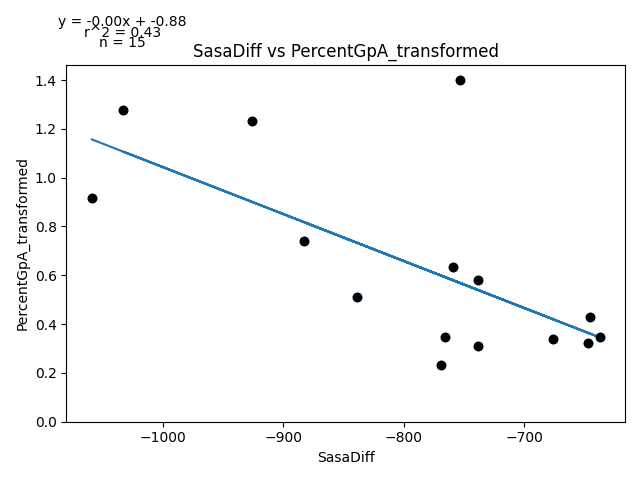 y = -0.00x + -0.88
r^2 = 0.43
n = 15
SasaDiff vs PercentGpA_transformed
PercentGpA_transformed
1.4
1.2
1.0
0.8
0.6
0.4
0.2
0.0
−1000 −900 −800 −700
SasaDiff